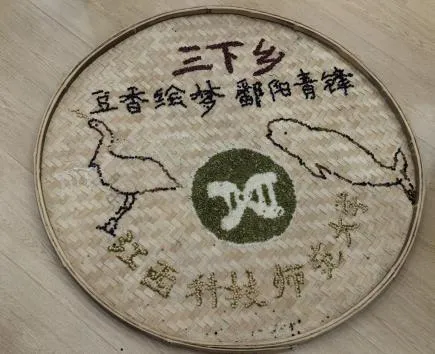 三下乡
豆香绘梦 鄱阳青锋
江西科技师范大学